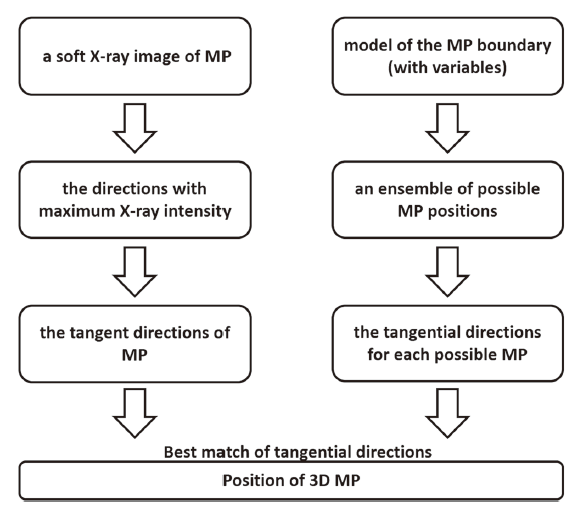 a soft X-ray image of MP
the directions with
maximum X-ray intensity
the tangent directions of
MP
model of the MP boundary
(with variables)
an ensemble of possible
MP positions
the tangential directions
for each possible MP
Best match of tangential directions
Position of 3D MP